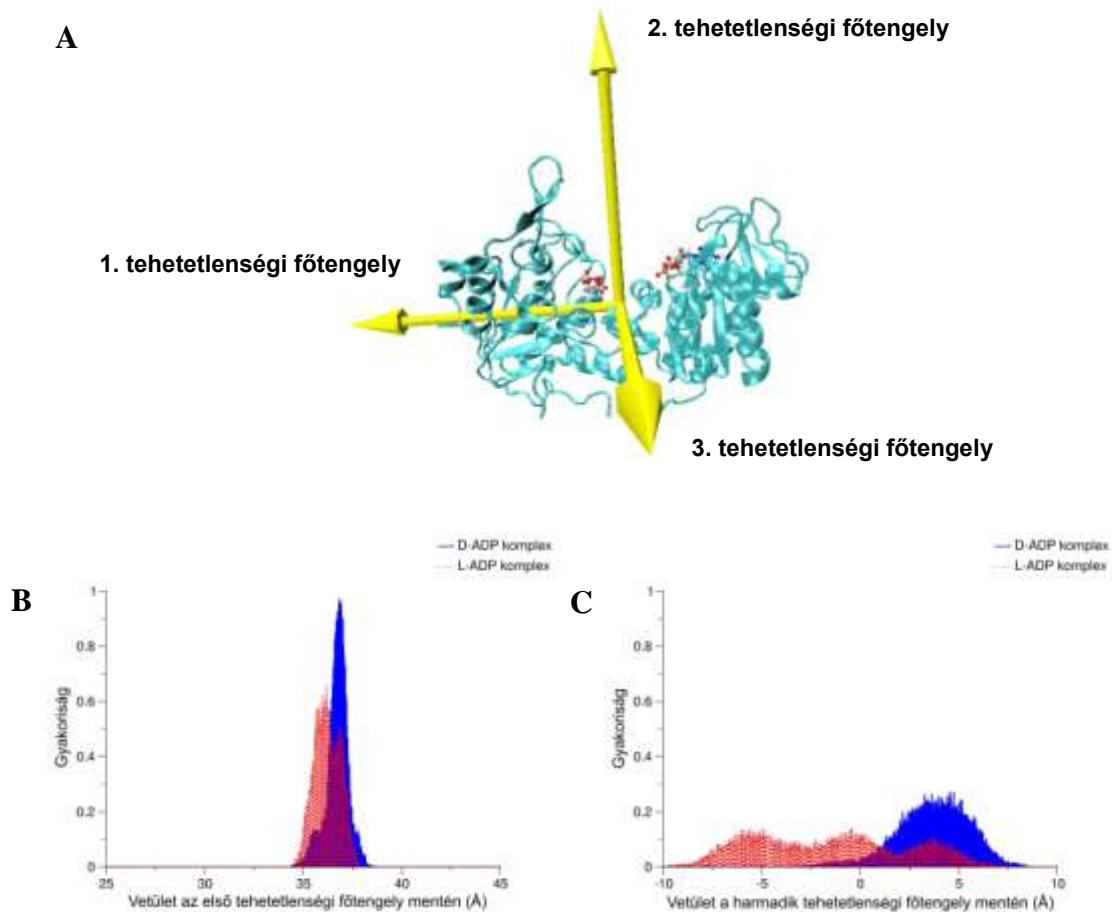 A
2. tehetetlenségi főtengely
1. tehetetlenségi főtengely
3. tehetetlenségi főtengely
B
D-ADP komplex
L-ADP komplex
1
0.8
0.6
0.4
0.2
0
Gyakoriság
25 30 35 40 45
Vetület az első tehetetlenségi főtengely mentén (Å)
C
D-ADP komplex
L-ADP komplex
1
0.8
0.6
0.4
0.2
0
Gyakoriság
-10 -5 0 5 10
Vetület a harmadik tehetetlenségi főtengely mentén (Å)